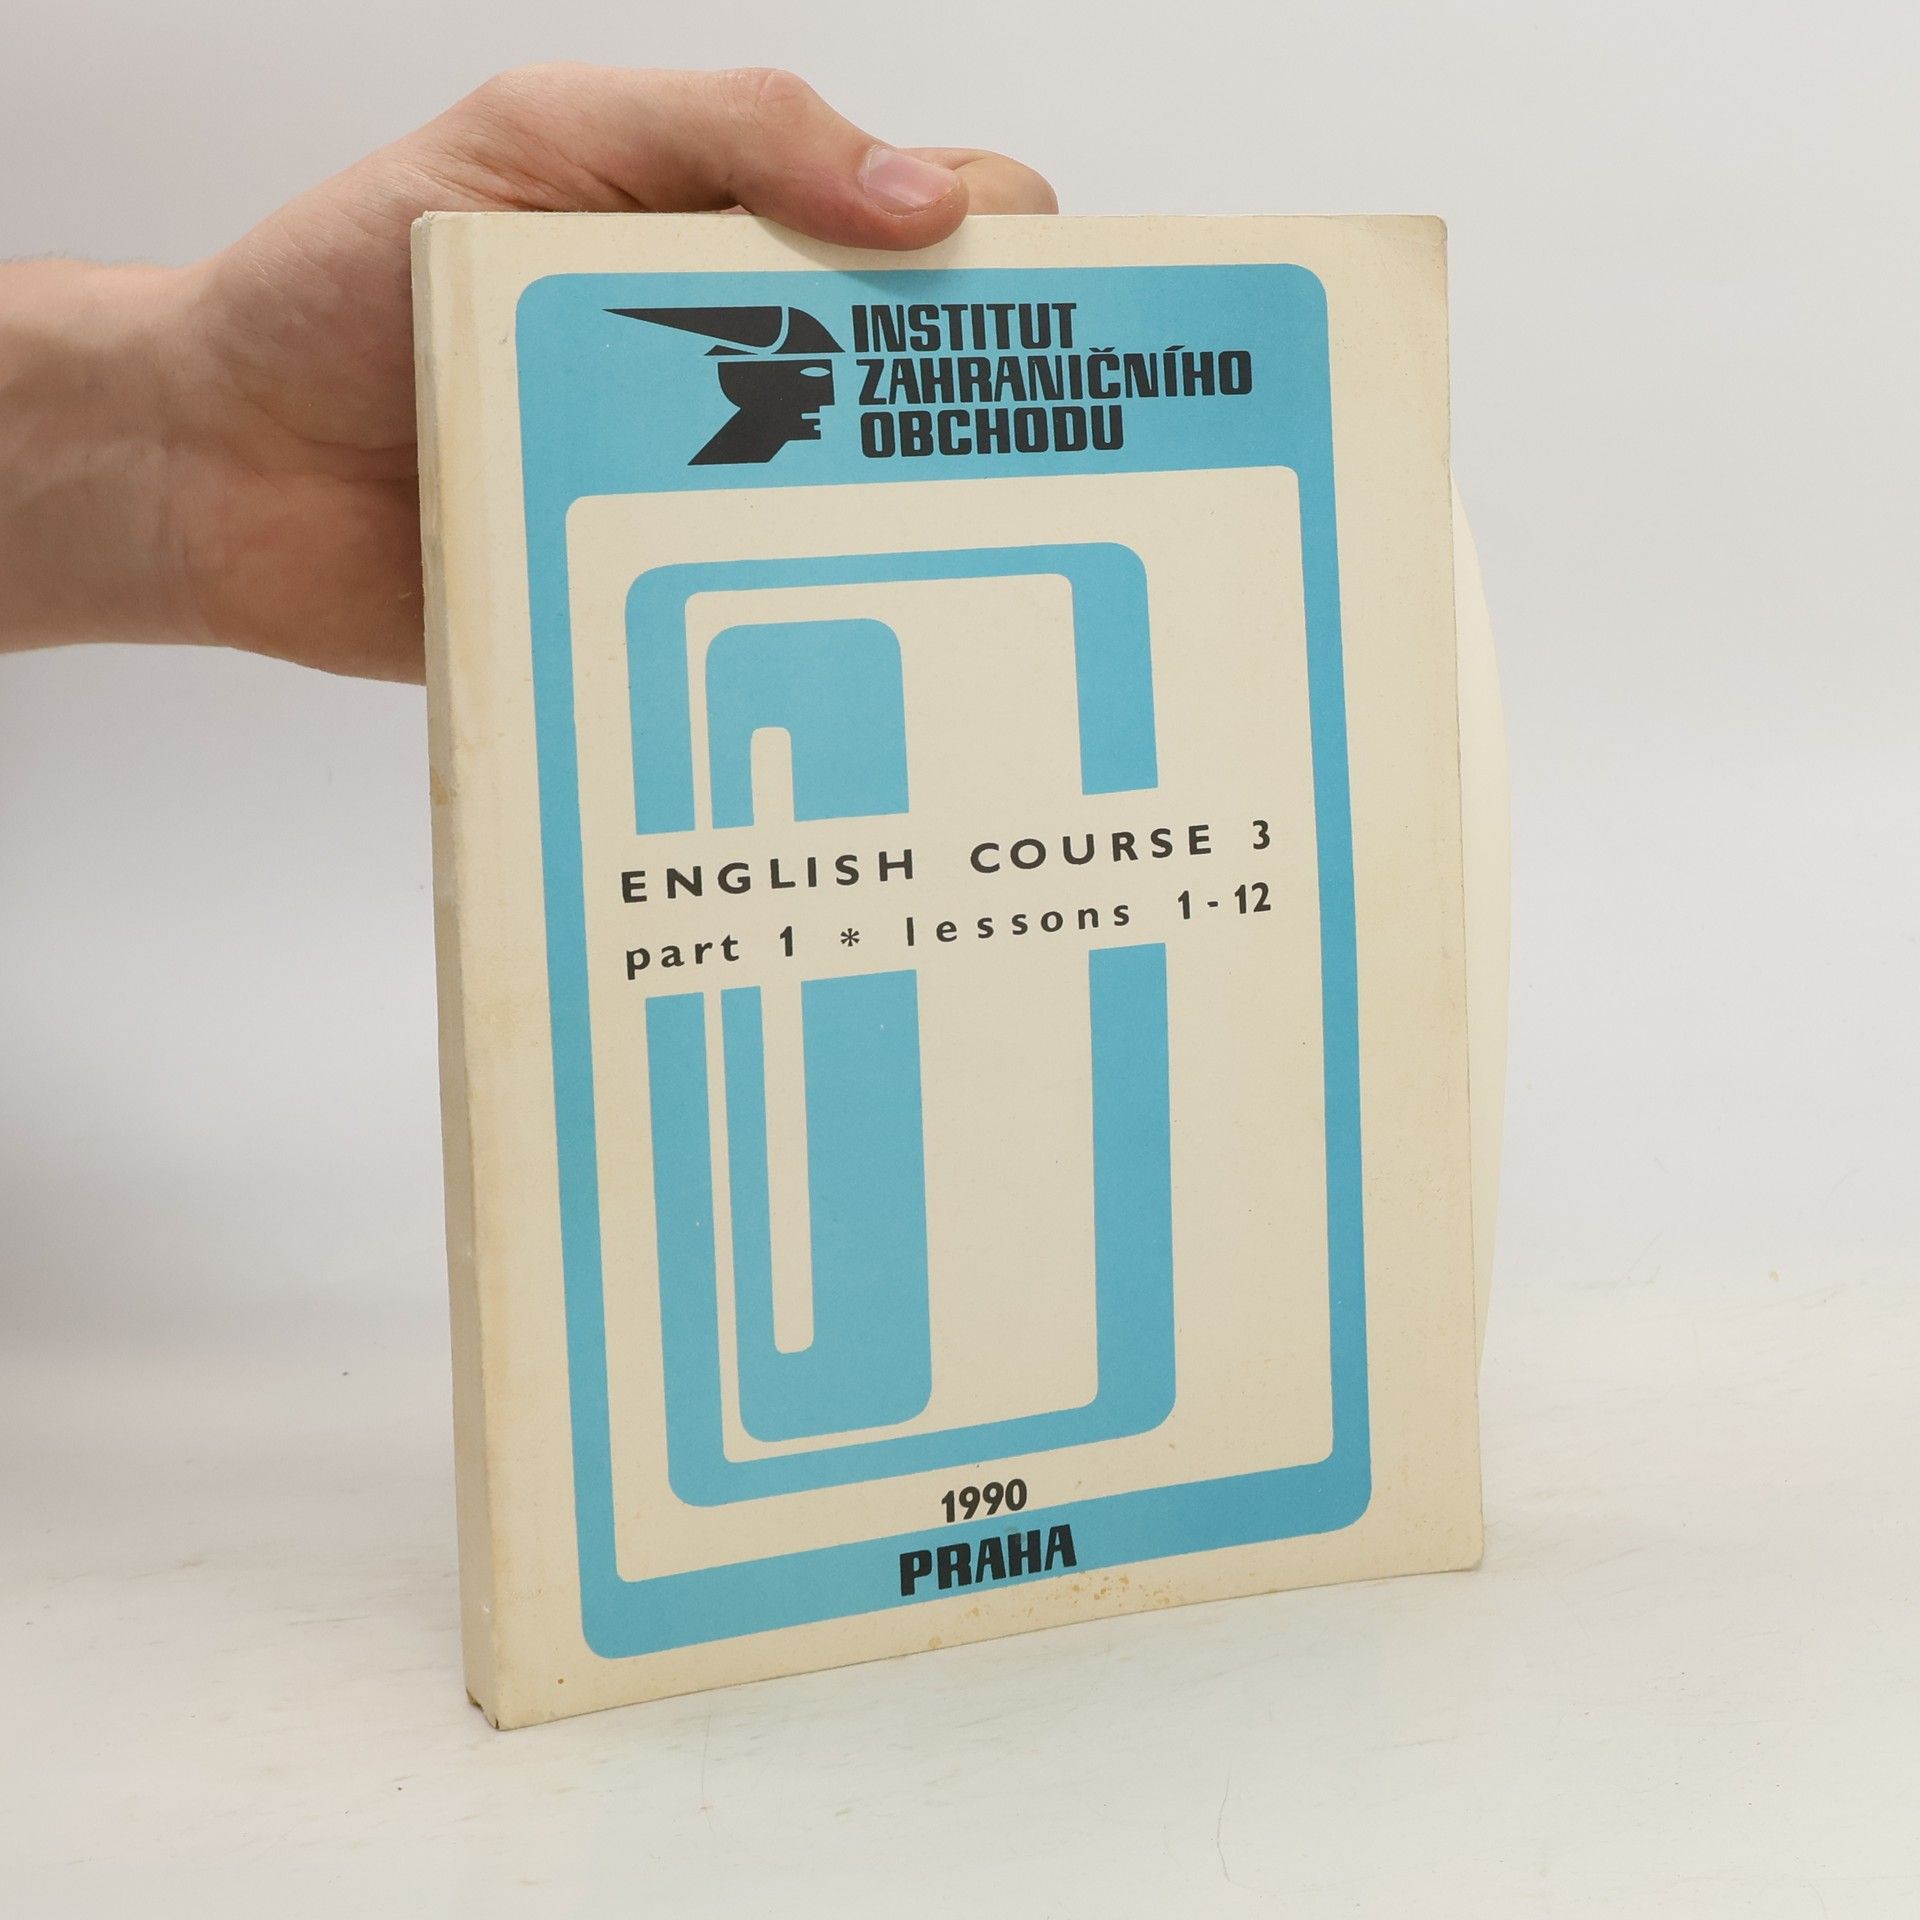 INSTITUT
ZAHRANIČNÍHO
OBCHODU
ENGLISH COURSE 3
part 1 * lessons 1-12
1990
PRAHA